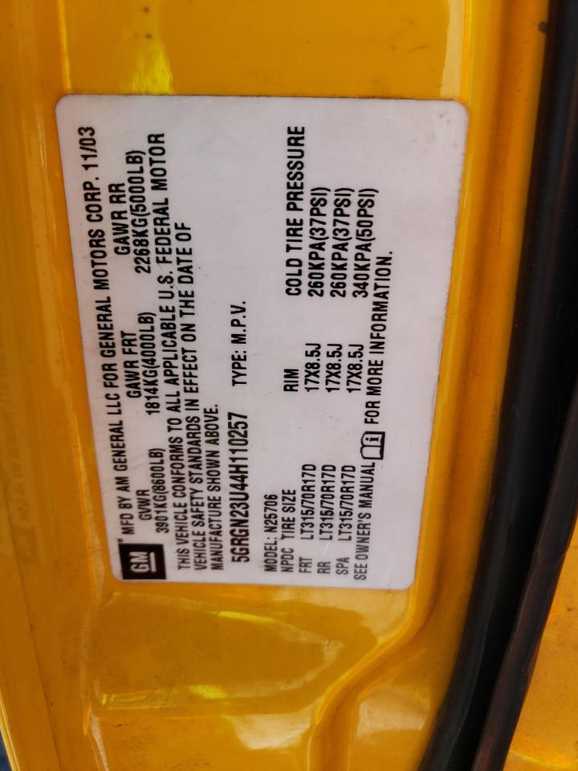 GM
MFD BY AM GENERAL LLC FOR GENERAL MOTORS CORP. 11/03
GVWR GAWR FRT GAWR RR
3901KG(8600LB) 1814KG(4000LB) 2268KG(5000LB)
THIS VEHICLE CONFORMS TO ALL APPLICABLE U.S. FEDERAL MOTOR
VEHICLE SAFETY STANDARDS IN EFFECT ON THE DATE OF
MANUFACTURE SHOWN ABOVE.
5GRGN23U44H110257 TYPE: M.P.V.
MODEL: N25706
NPDC TIRE SIZE RIM COLD TIRE PRESSURE
FRT LT315/70R17D 17X8.5J 260KPA(37PSI)
RR LT315/70R17D 17X8.5J 260KPA(37PSI)
SPA LT315/70R17D 17X8.5J 340KPA(50PSI)
SEE OWNER'S MANUAL FOR MORE INFORMATION.